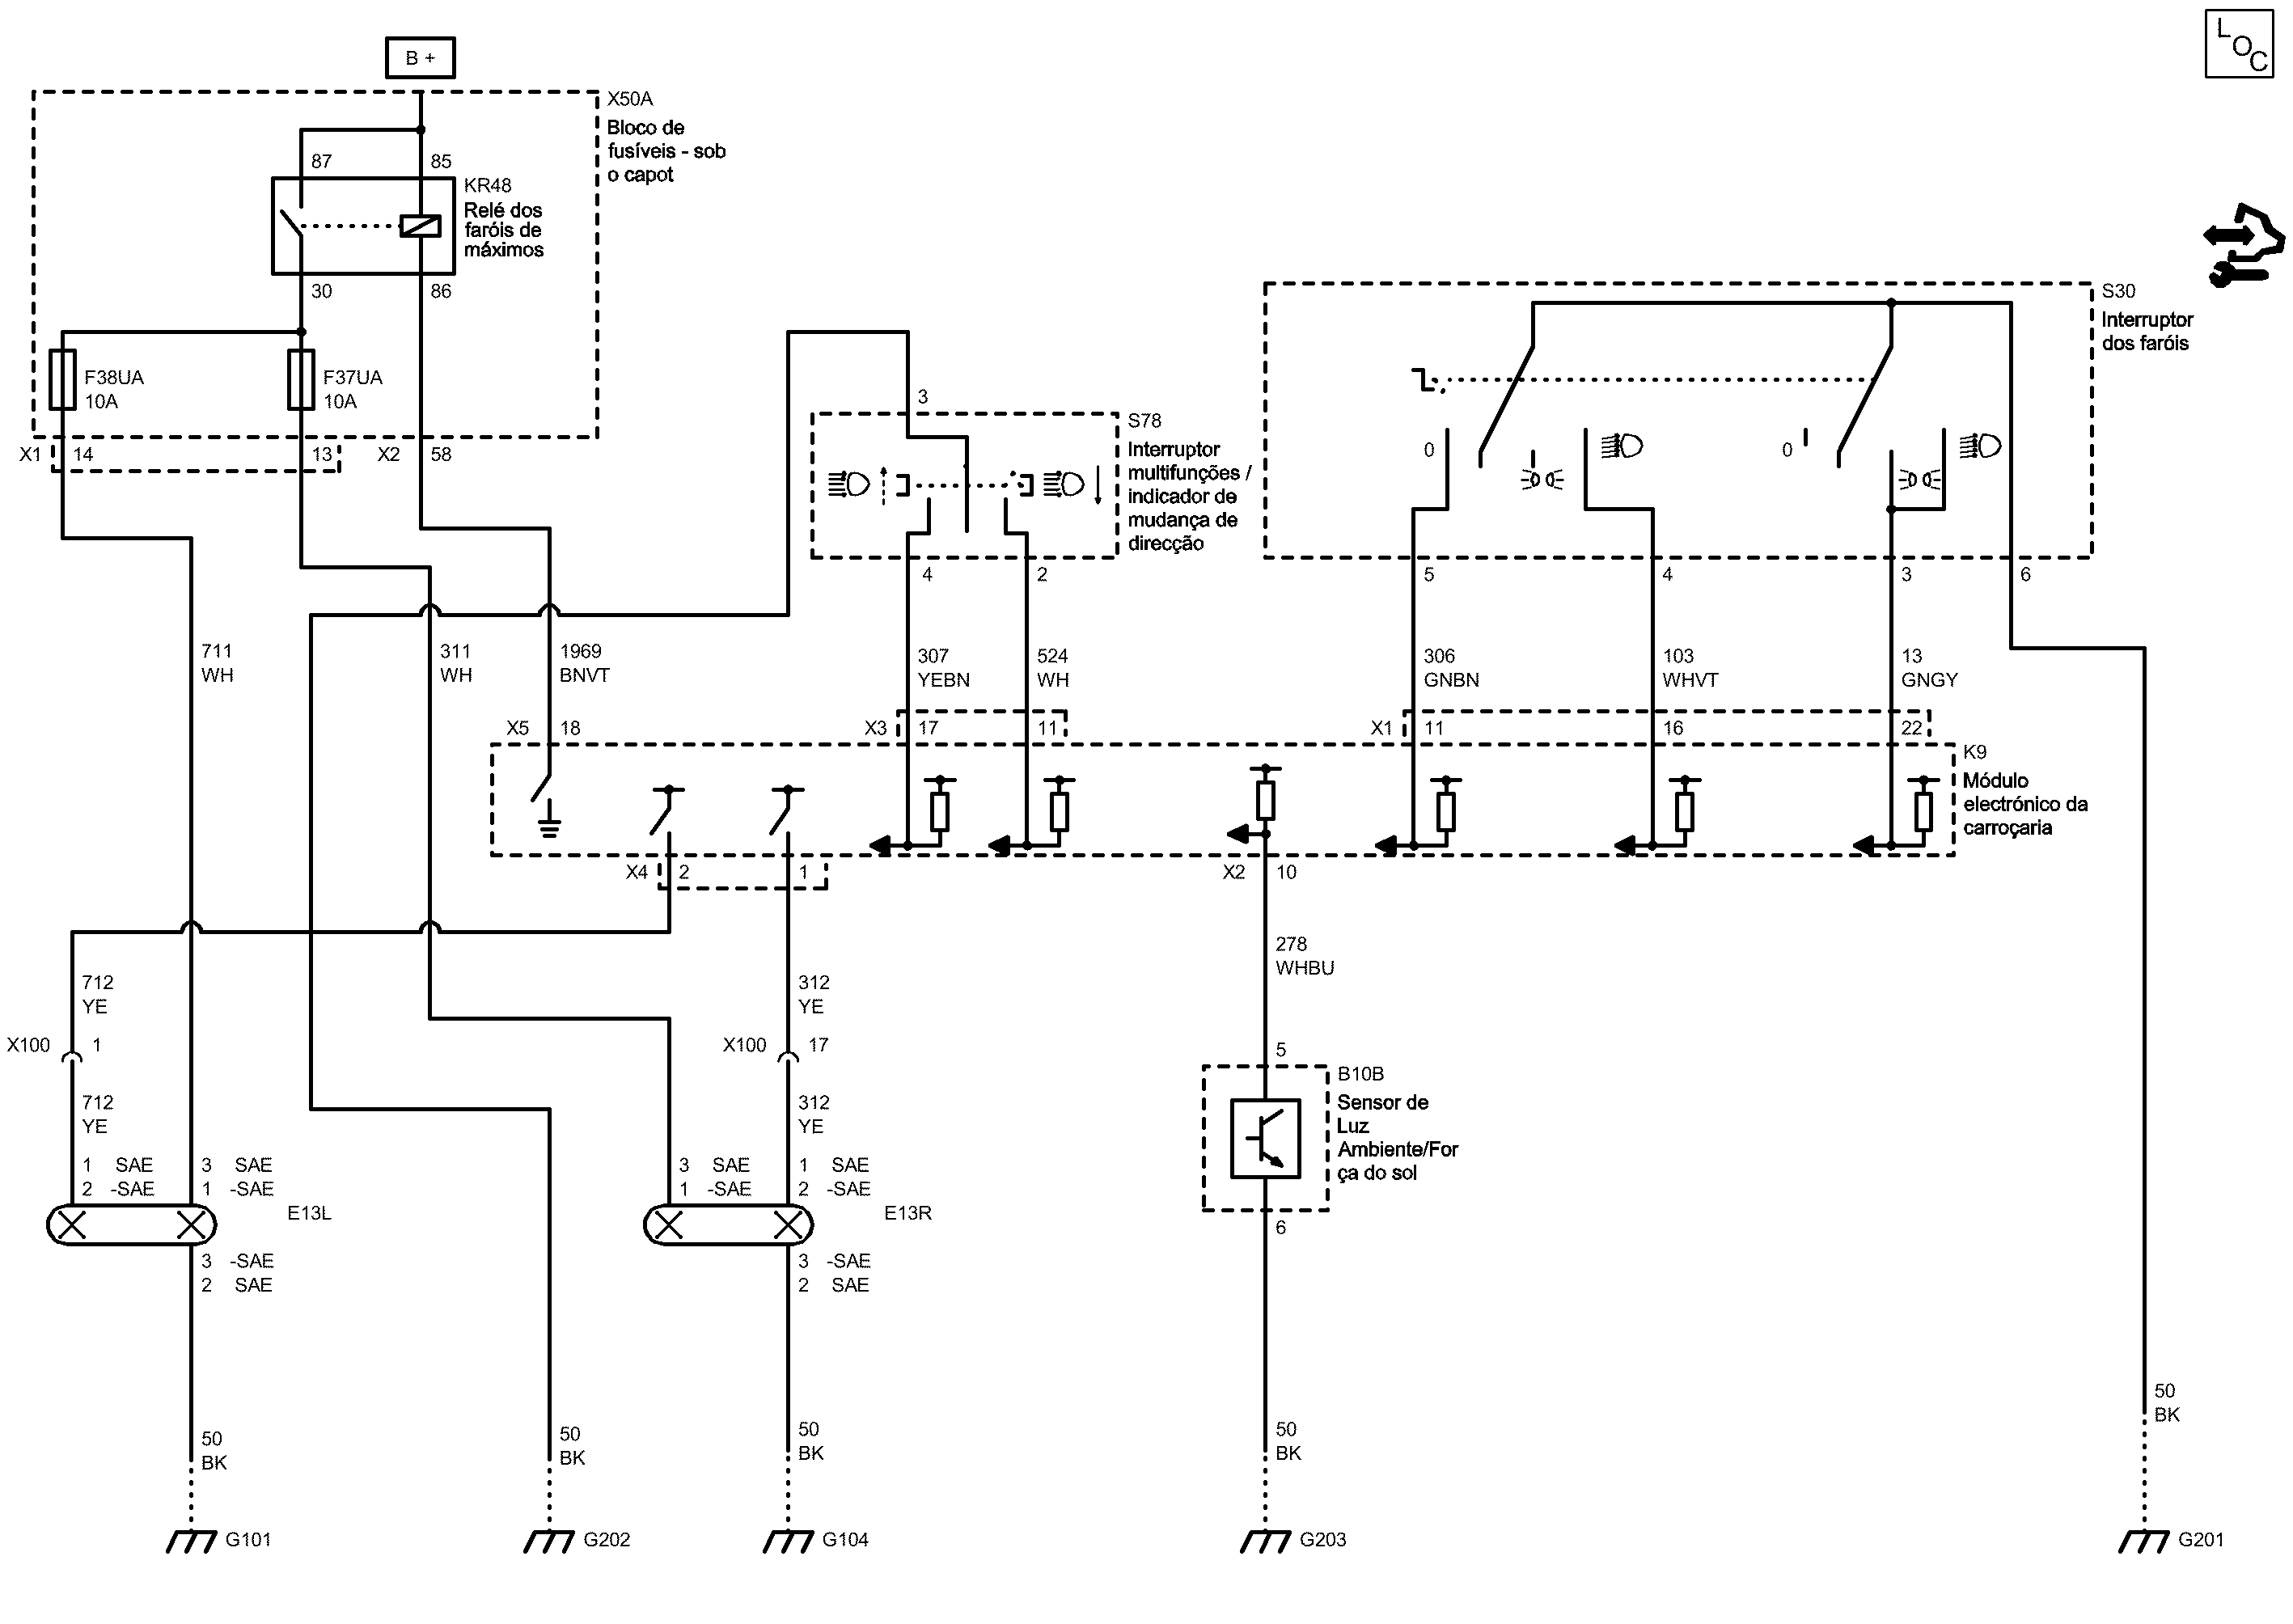 LOC
B +
X50A
Bloco de
fusíveis - sob
o capot
87
85
KR48
Relé dos
faróis de
máximos
30
86
F38UA
10A
F37UA
10A
X1
14
13
X2
58
S30
Interruptor
dos faróis
3
S78
Interruptor
multifunções /
indicador de
mudança de
direcção
0
0
4
2
5
4
3
6
711
WH
311
WH
1969
BNVT
307
YEBN
524
WH
306
GNBN
103
WHVT
13
GNGY
X5
18
X3
17
11
X1
11
16
22
K9
Módulo
electrónico da
carroçaria
X4
2
1
X2
10
712
YE
312
YE
278
WHBU
X100
1
X100
17
5
B10B
Sensor de
Luz
Ambiente/For
ça do sol
6
712
YE
312
YE
1 SAE
2 -SAE
3 SAE
1 -SAE
E13L
3 SAE
1 -SAE
1 SAE
2 -SAE
E13R
3 -SAE
2 SAE
3 -SAE
2 SAE
50
BK
50
BK
50
BK
50
BK
50
BK
G101
G202
G104
G203
G201